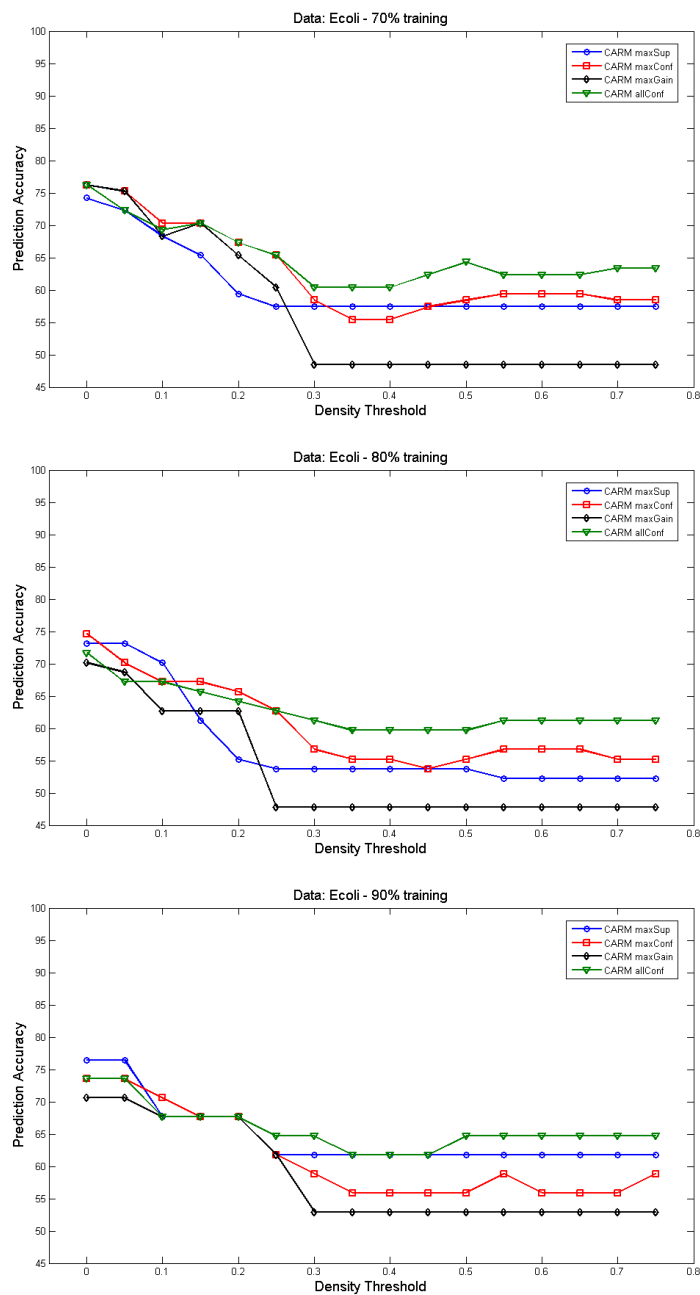 Data: Ecoli - 70% training
100
95
90
85
80
75
70
65
60
55
50
45
Prediction Accuracy
CARM maxSup
CARM maxConf
CARM maxGain
CARM allConf
0 0.1 0.2 0.3 0.4 0.5 0.6 0.7 0.8
Density Threshold
Data: Ecoli - 80% training
100
95
90
85
80
75
70
65
60
55
50
45
Prediction Accuracy
CARM maxSup
CARM maxConf
CARM maxGain
CARM allConf
0 0.1 0.2 0.3 0.4 0.5 0.6 0.7 0.8
Density Threshold
Data: Ecoli - 90% training
100
95
90
85
80
75
70
65
60
55
50
45
Prediction Accuracy
CARM maxSup
CARM maxConf
CARM maxGain
CARM allConf
0 0.1 0.2 0.3 0.4 0.5 0.6 0.7 0.8
Density Threshold